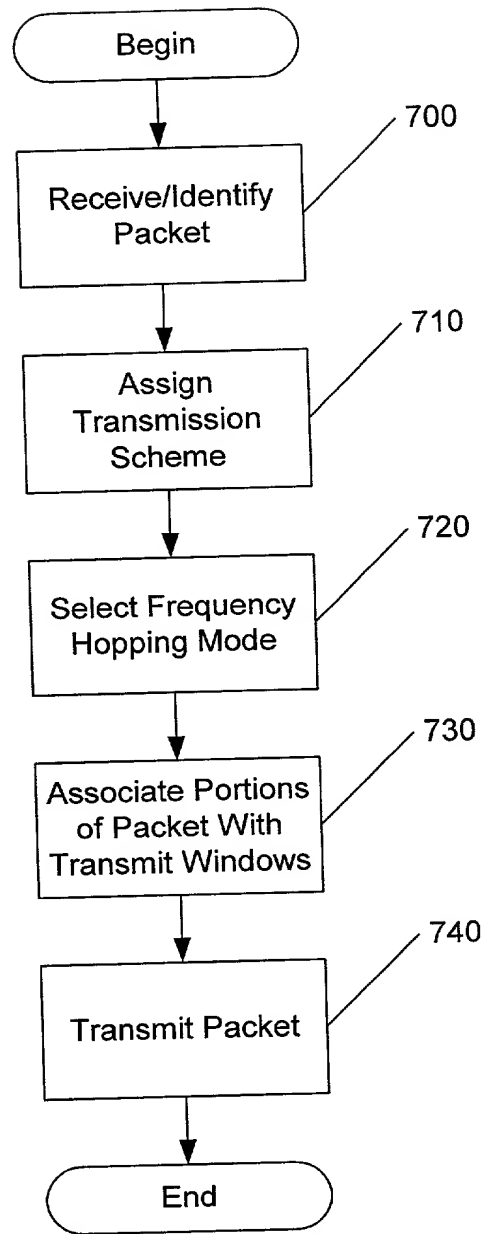 Begin
700
Receive/Identify
Packet
710
Assign
Transmission
Scheme
720
Select Frequency
Hopping Mode
730
Associate Portions
of Packet With
Transmit Windows
740
Transmit Packet
End